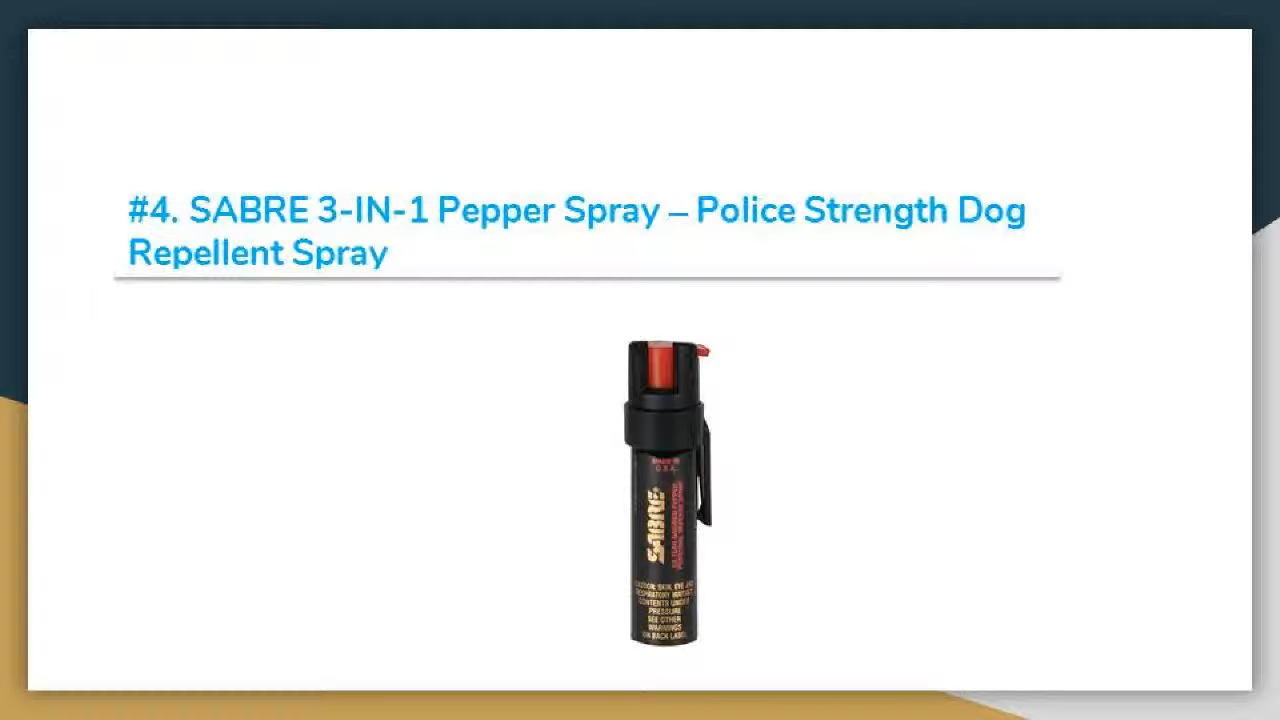 #4. SABRE 3-IN-1 Pepper Spray – Police Strength Dog
Repellent Spray
MADE IN
U.S.A.
SABRE
CAUTION: SKIN, EYE AND
RESPIRATORY IRRITANT
CONTENTS UNDER
PRESSURE
SEE OTHER
WARNINGS
ON BACK LABEL